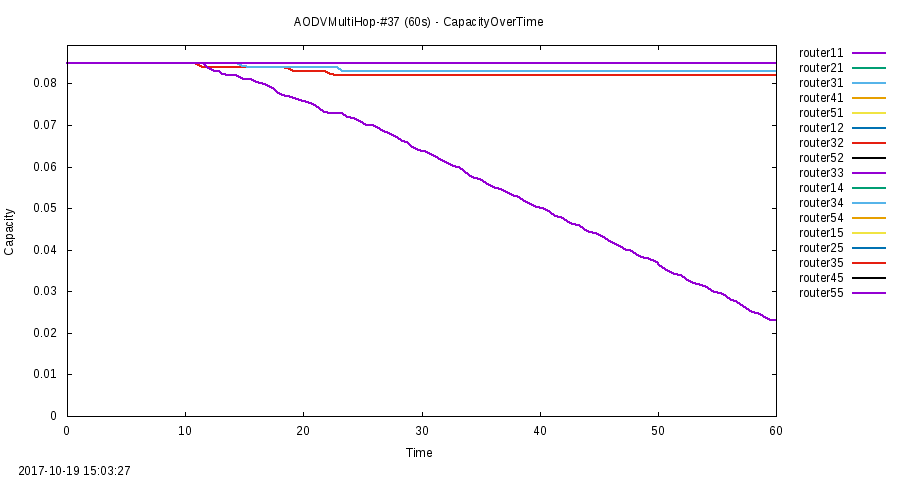 AODVMultiHop-#37 (60s) - CapacityOverTime
router11
router21
router31
router41
router51
router12
router32
router52
router33
router14
router34
router54
router15
router25
router35
router45
router55
0.08
0.07
0.06
0.05
0.04
0.03
0.02
0.01
0
Capacity
0 10 20 30 40 50 60
Time
2017-10-19 15:03:27